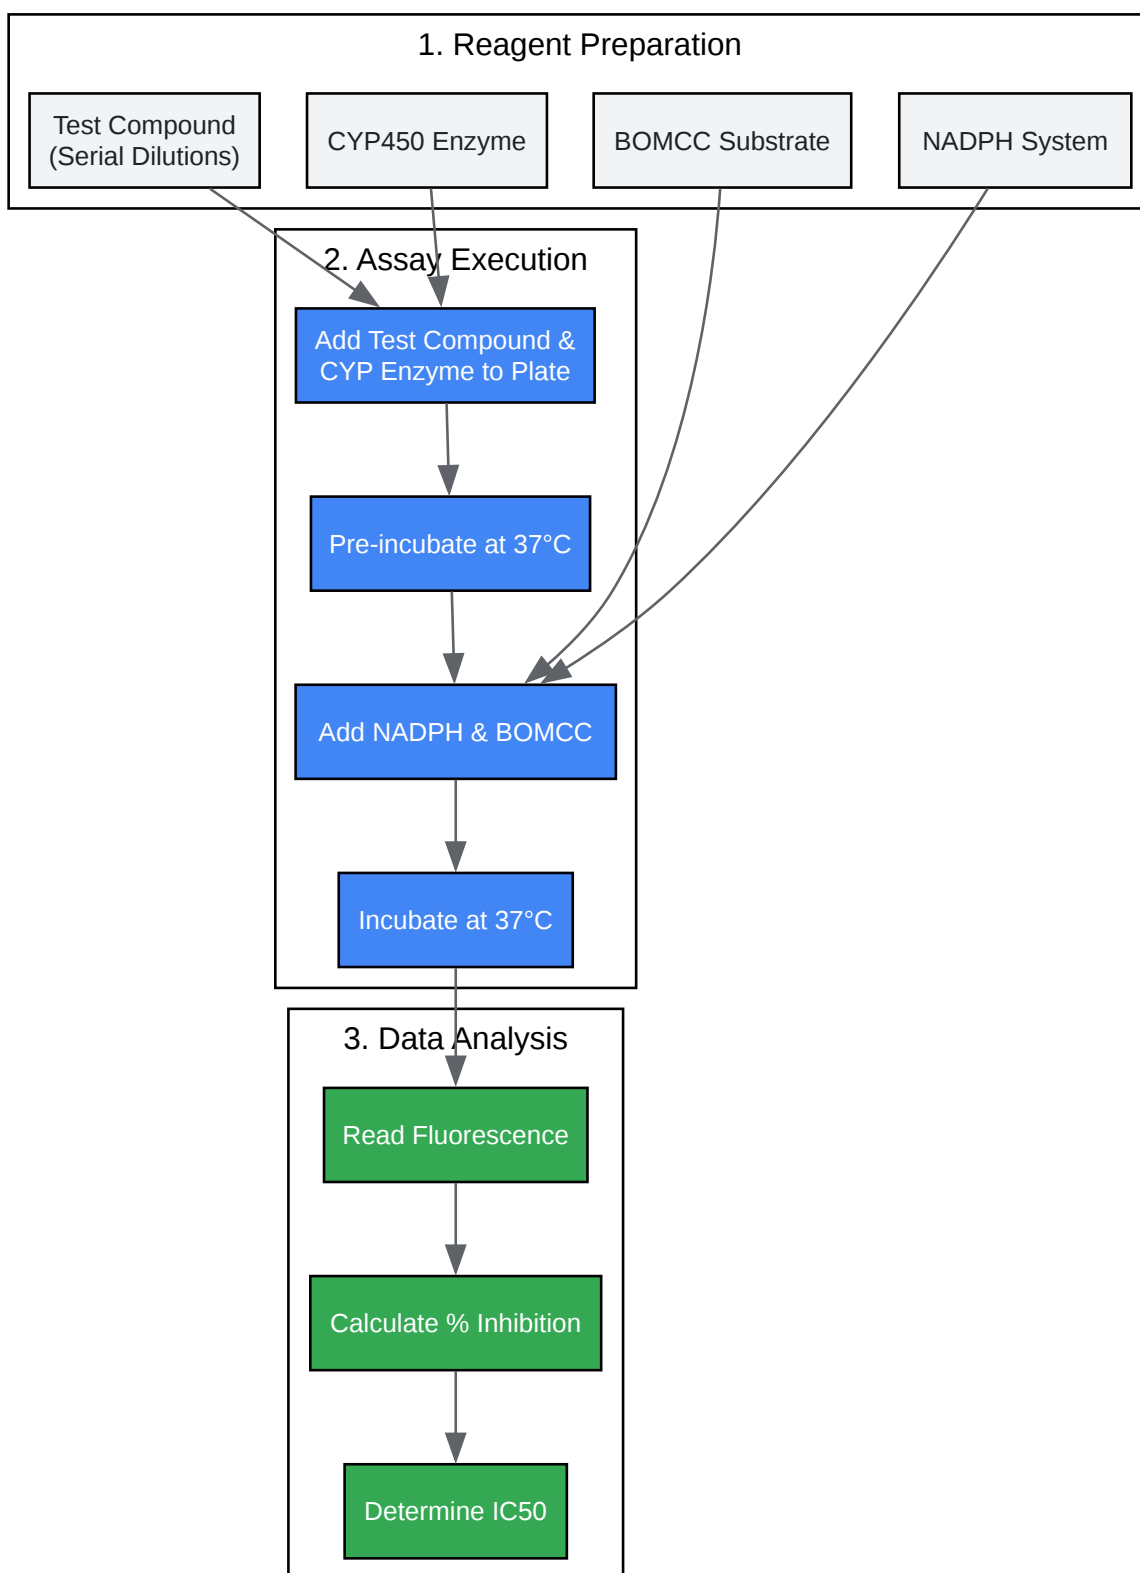 1. Reagent Preparation
Test Compound
(Serial Dilutions)
CYP450 Enzyme
BOMCC Substrate
NADPH System
2. Assay Execution
Add Test Compound &
CYP Enzyme to Plate
Pre-incubate at 37°C
Add NADPH & BOMCC
Incubate at 37°C
3. Data Analysis
Read Fluorescence
Calculate % Inhibition
Determine IC50